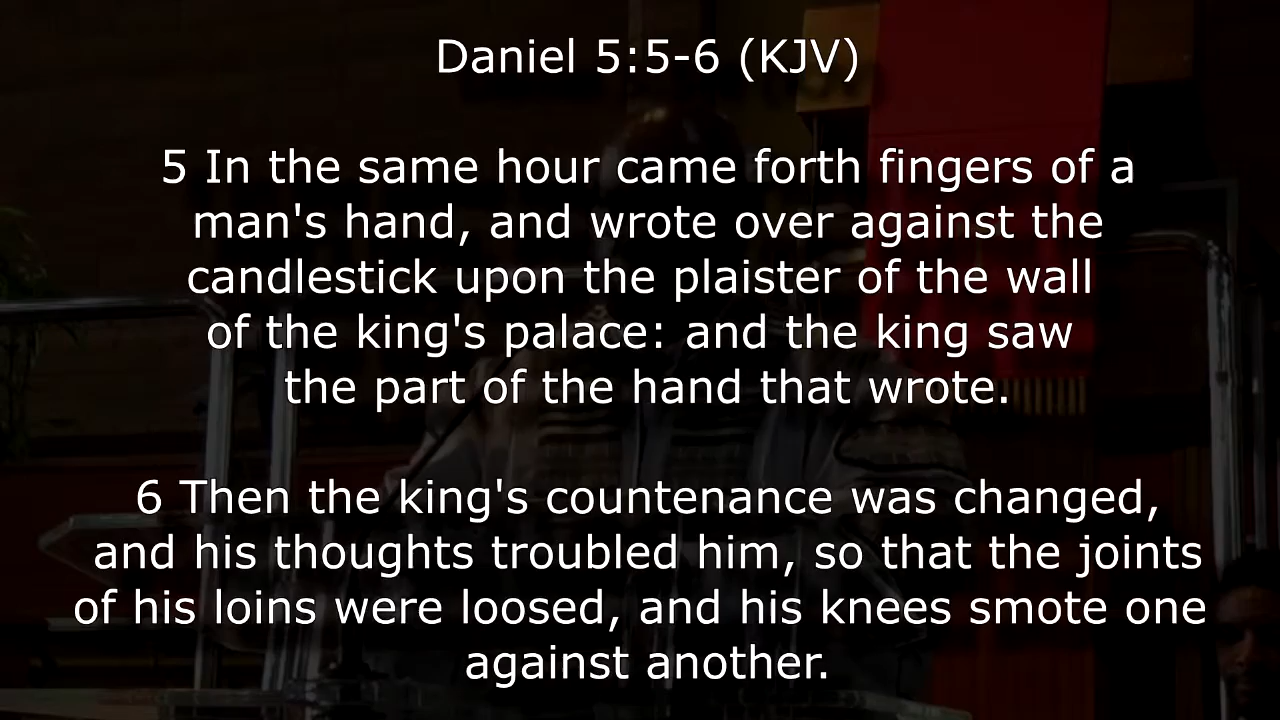 Daniel 5:5-6 (KJV)
5 In the same hour came forth fingers of a
man's hand, and wrote over against the
candlestick upon the plaister of the wall
of the king's palace: and the king saw
the part of the hand that wrote.
6 Then the king's countenance was changed,
and his thoughts troubled him, so that the joints
of his loins were loosed, and his knees smote one
against another.